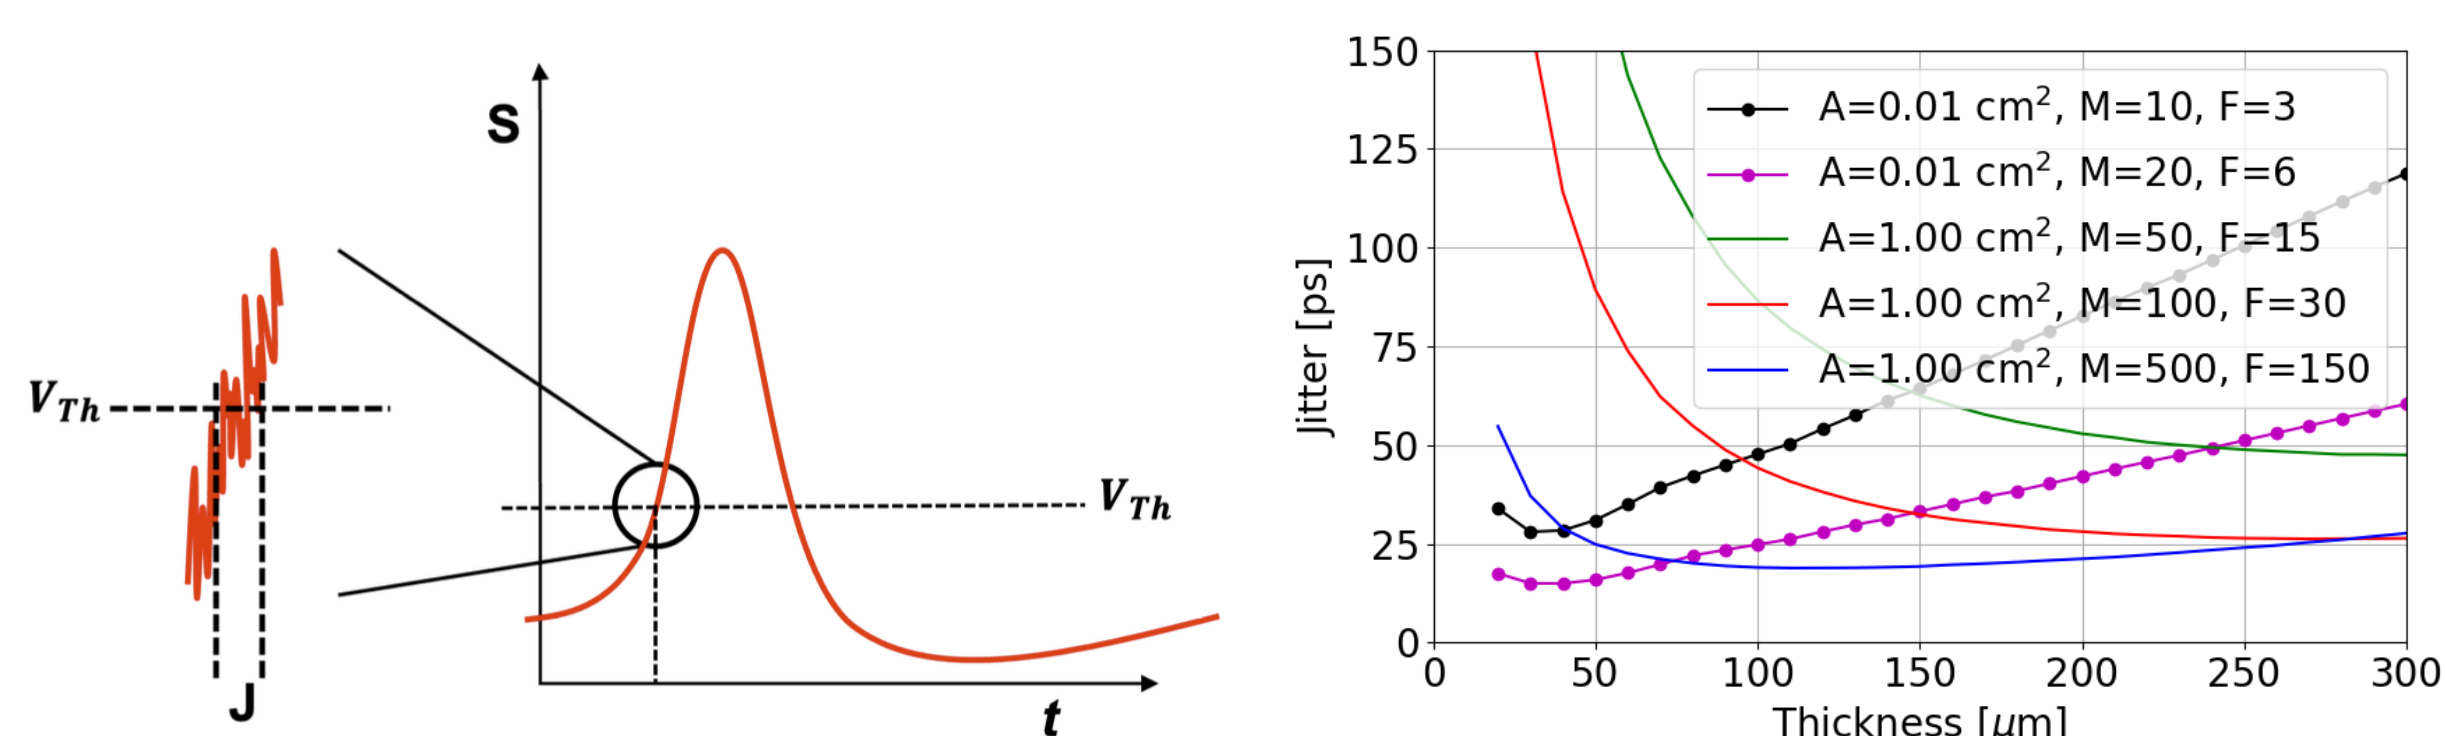 S
V_Th
V_Th
J
t
150
125
100
75
50
25
0
Jitter [ps]
A=0.01 cm², M=10, F=3
A=0.01 cm², M=20, F=6
A=1.00 cm², M=50, F=15
A=1.00 cm², M=100, F=30
A=1.00 cm², M=500, F=150
0 50 100 150 200 250 300
Thickness [μm]